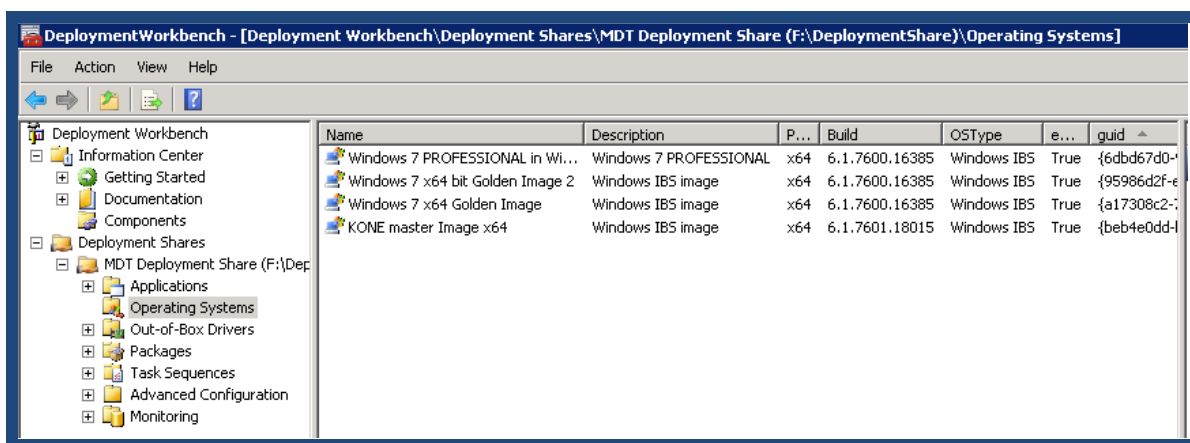 DeploymentWorkbench - [Deployment Workbench\Deployment Shares\MDT Deployment Share (F:\DeploymentShare)\Operating Systems]
File Action View Help
Deployment Workbench
Information Center
Getting Started
Documentation
Components
Deployment Shares
MDT Deployment Share (F:\Dep
Applications
Operating Systems
Out-of-Box Drivers
Packages
Task Sequences
Advanced Configuration
Monitoring
Name Description P... Build OSType e... guid
Windows 7 PROFESSIONAL in Wi... Windows 7 PROFESSIONAL x64 6.1.7600.16385 Windows IBS True {6dbd67d0-
Windows 7 x64 bit Golden Image 2 Windows IBS image x64 6.1.7600.16385 Windows IBS True {95986d2f-e
Windows 7 x64 Golden Image Windows IBS image x64 6.1.7600.16385 Windows IBS True {a17308c2-
KONE master Image x64 Windows IBS image x64 6.1.7601.18015 Windows IBS True {beb4e0dd-